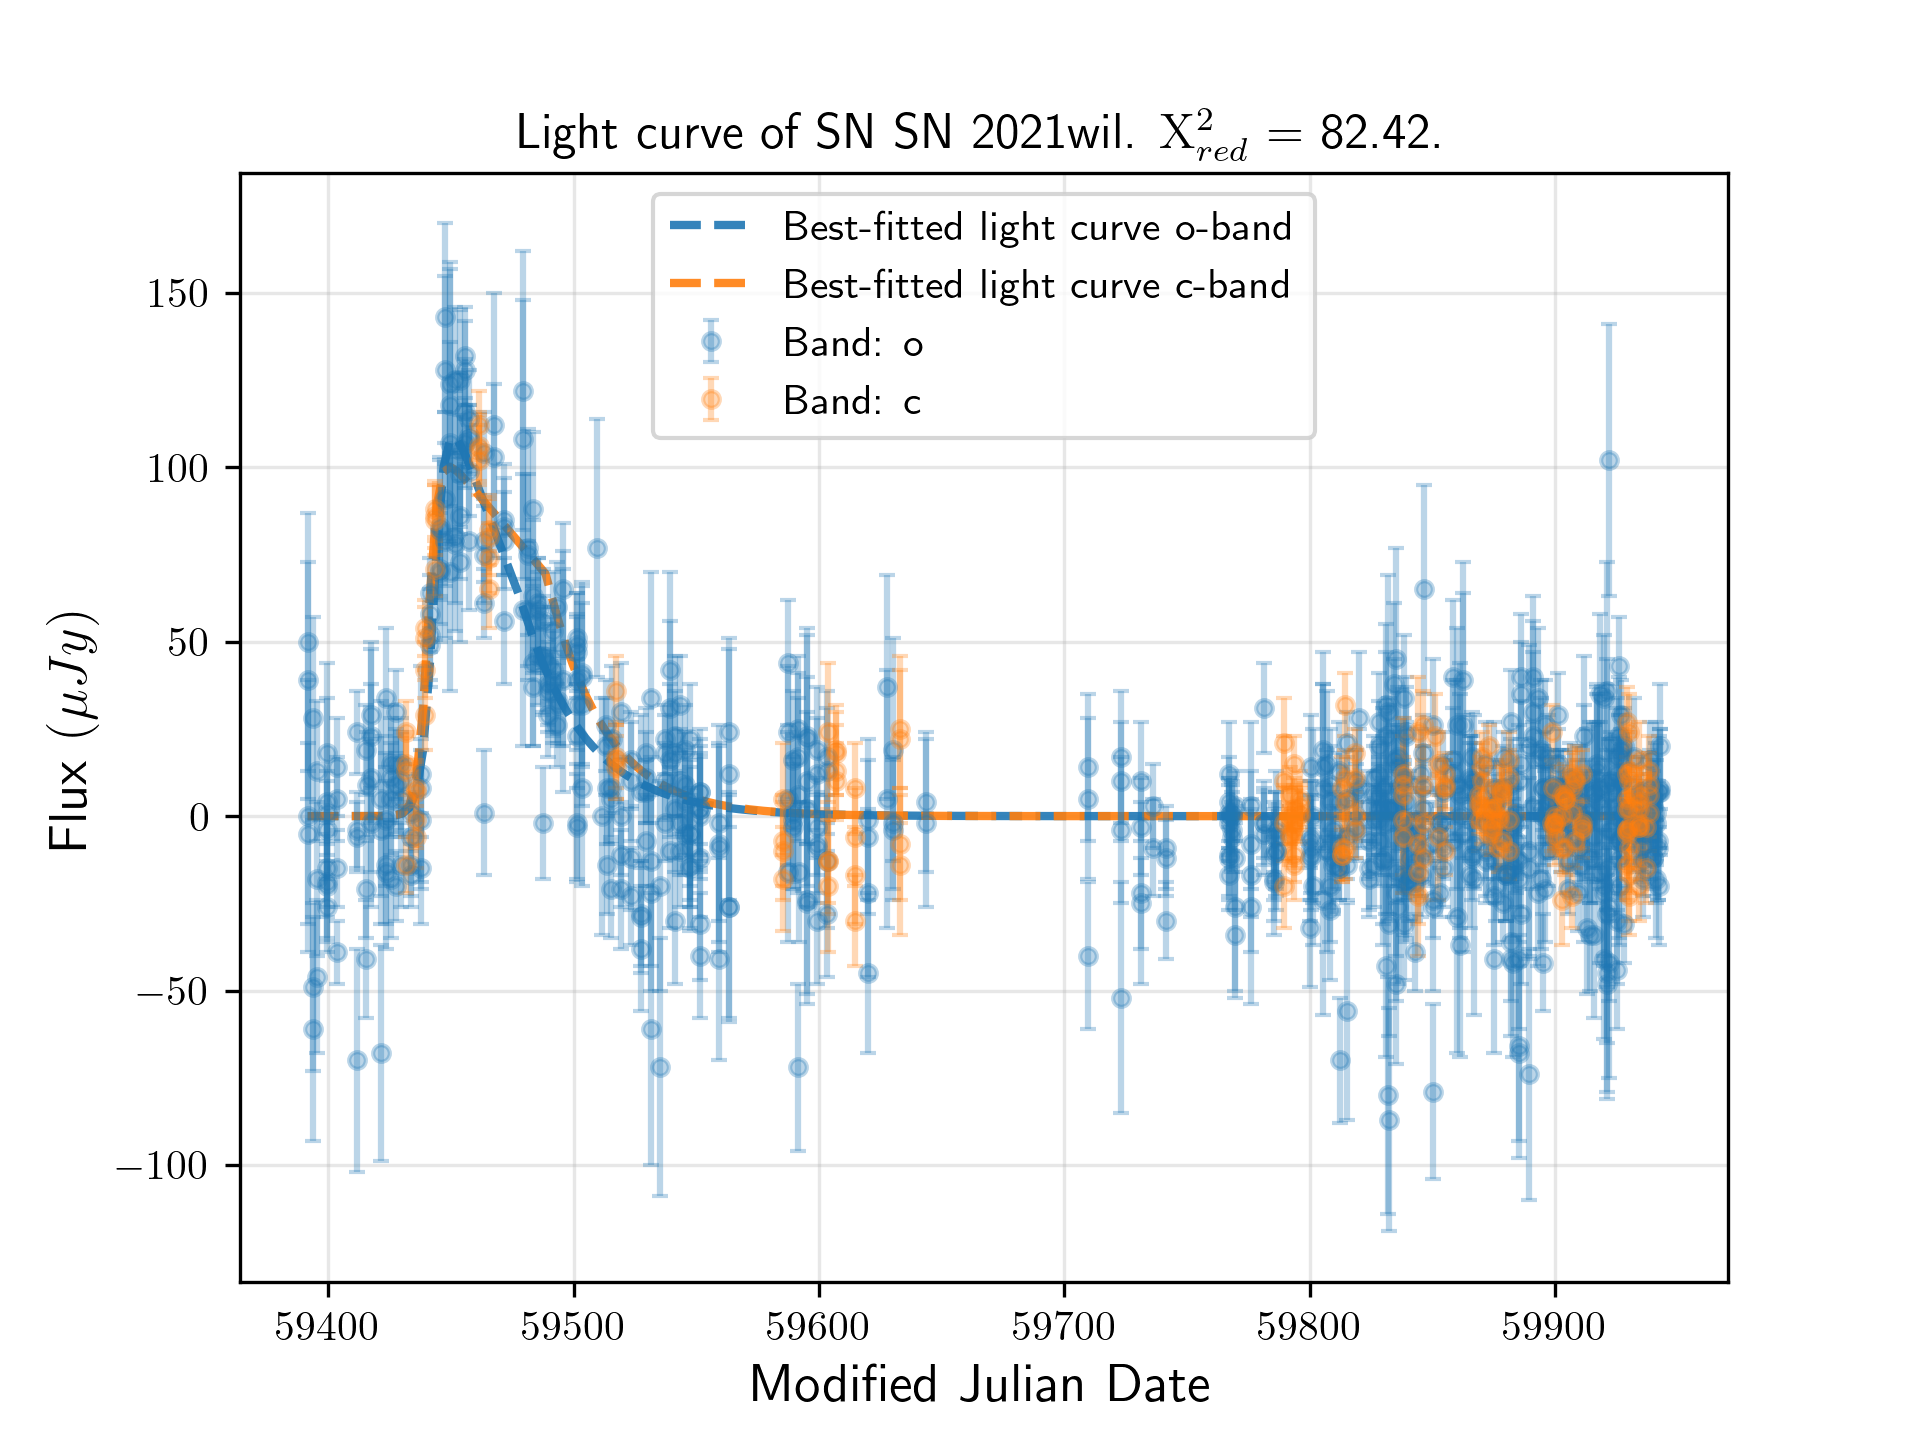 Light curve of SN SN 2021wil. X²_red = 82.42.
Best-fitted light curve o-band
Best-fitted light curve c-band
Band: o
Band: c
Flux (μJy)
150
100
50
0
−50
−100
59400 59500 59600 59700 59800 59900
Modified Julian Date